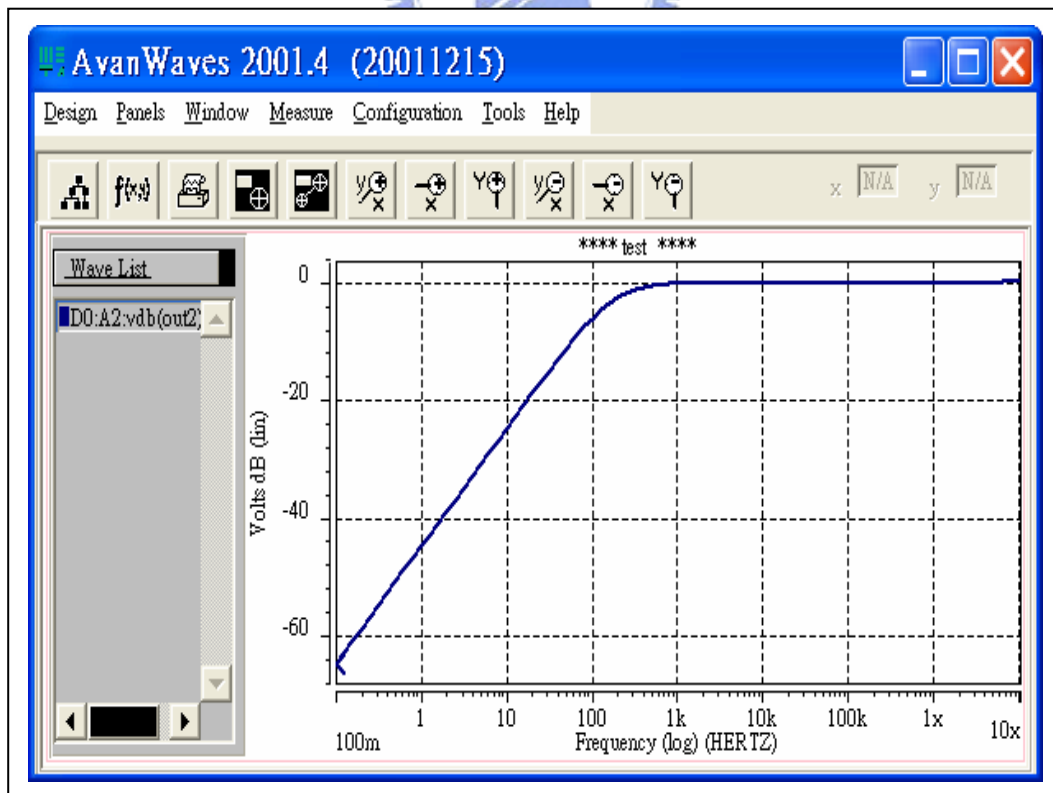 AvanWaves 2001.4 (20011215)
Design Panels Window Measure Configuration Tools Help
f(x,y) y x x Y y x x Y x N/A y N/A
**** test ****
Wave List
D0:A2:vdb(out2)
0
-20
-40
-60
Volts dB (lin)
100m 1 10 100 1k 10k 100k 1x 10x
Frequency (log) (HERTZ)